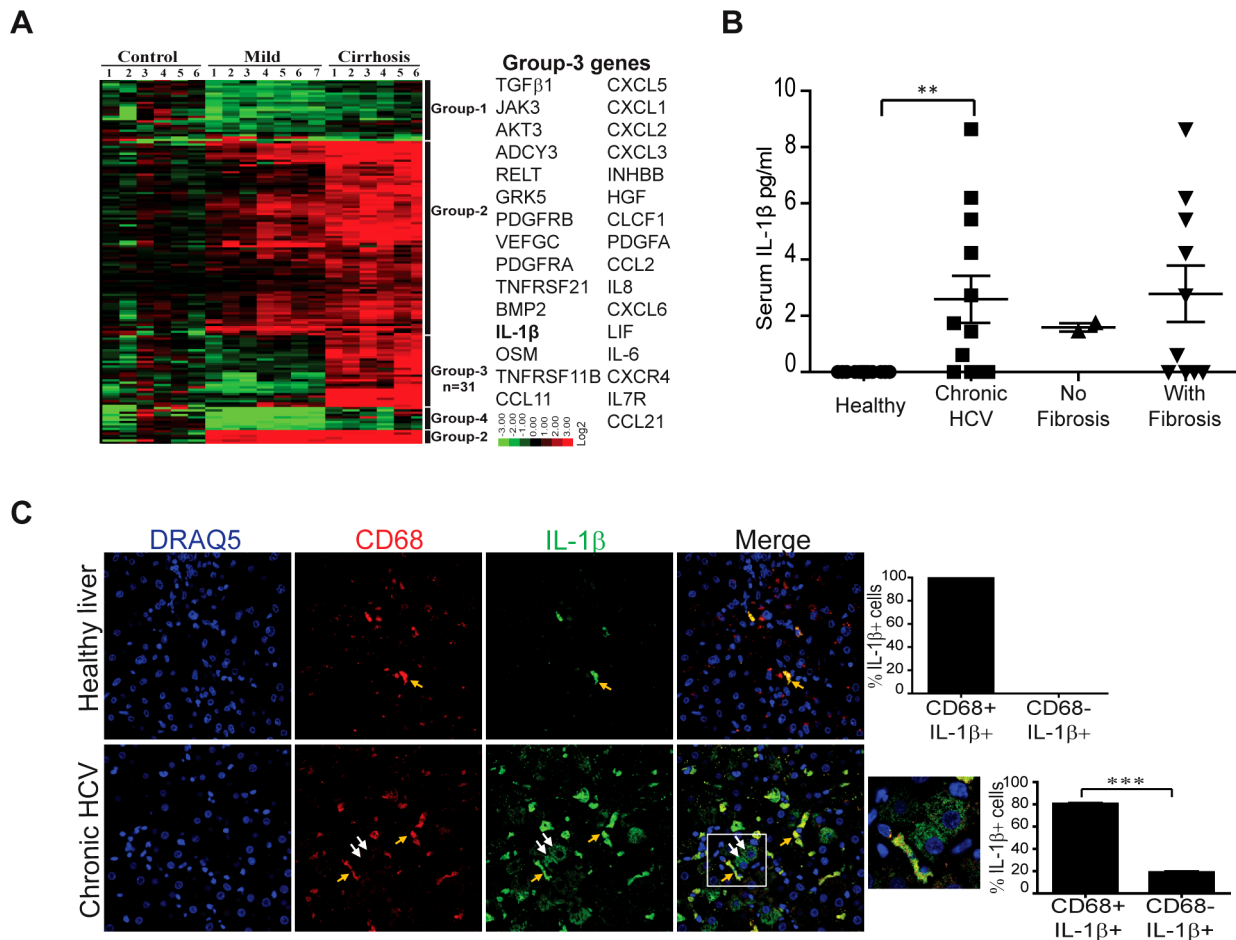 A
Control Mild Cirrhosis
1 2 3 4 5 6 1 2 3 4 5 6 7 1 2 3 4 5 6
Group-1
Group-2
Group-3
n=31
Group-4
Group-2
Group-3 genes
TGFβ1 CXCL5
JAK3 CXCL1
AKT3 CXCL2
ADCY3 CXCL3
RELT INHBB
GRK5 HGF
PDGFRB CLCF1
VEFGC PDGFA
PDGFRA CCL2
TNFRSF21 IL8
BMP2 CXCL6
IL-1β LIF
OSM IL-6
TNFRSF11B CXCR4
CCL11 IL7R
CCL21
-3.00 -2.00 -1.00 0.00 1.00 2.00 3.00
Log2
B
**
Serum IL-1β pg/ml
10
8
6
4
2
0
Healthy
Chronic
HCV
No
Fibrosis
With
Fibrosis
C
DRAQ5 CD68 IL-1β Merge
Healthy liver
% IL-1β+ cells
100
80
60
40
20
0
CD68+ CD68-
IL-1β+ IL-1β+
Chronic HCV
% IL-1β+ cells
100
80
60
40
20
0
***
CD68+ CD68-
IL-1β+ IL-1β+